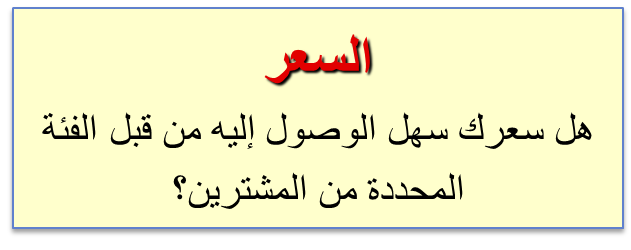 السعر
هل سعرك سهل الوصول إليه من قبل الفئة
المحددة من المشترين؟